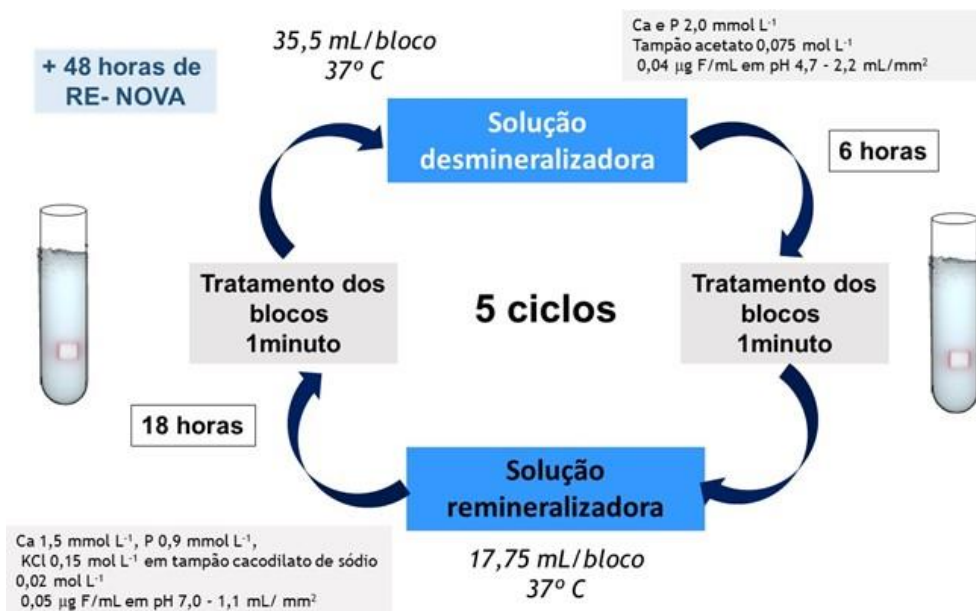 + 48 horas de
RE- NOVA
35,5 mL/bloco
37º C
Ca e P 2,0 mmol L⁻¹
Tampão acetato 0,075 mol L⁻¹
0,04 µg F/mL em pH 4,7 - 2,2 mL/mm²
Solução
desmineralizadora
6 horas
Tratamento dos
blocos
1minuto
5 ciclos
Tratamento dos
blocos
1minuto
18 horas
Solução
remineralizadora
Ca 1,5 mmol L⁻¹, P 0,9 mmol L⁻¹,
KCl 0,15 mol L⁻¹ em tampão cacodilato de sódio
0,02 mol L⁻¹
0,05 µg F/mL em pH 7,0 - 1,1 mL/ mm²
17,75 mL/bloco
37º C